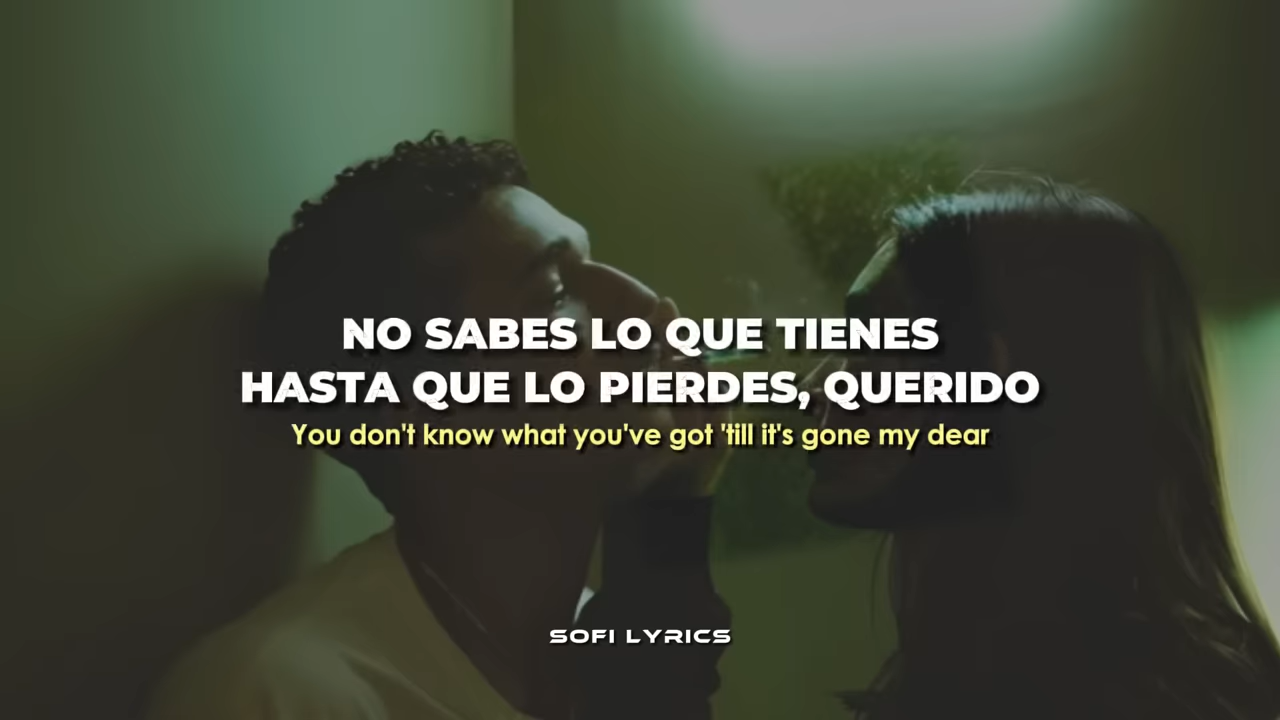 NO SABES LO QUE TIENES
HASTA QUE LO PIERDES, QUERIDO
You don't know what you've got 'till it's gone my dear
SOFI LYRICS